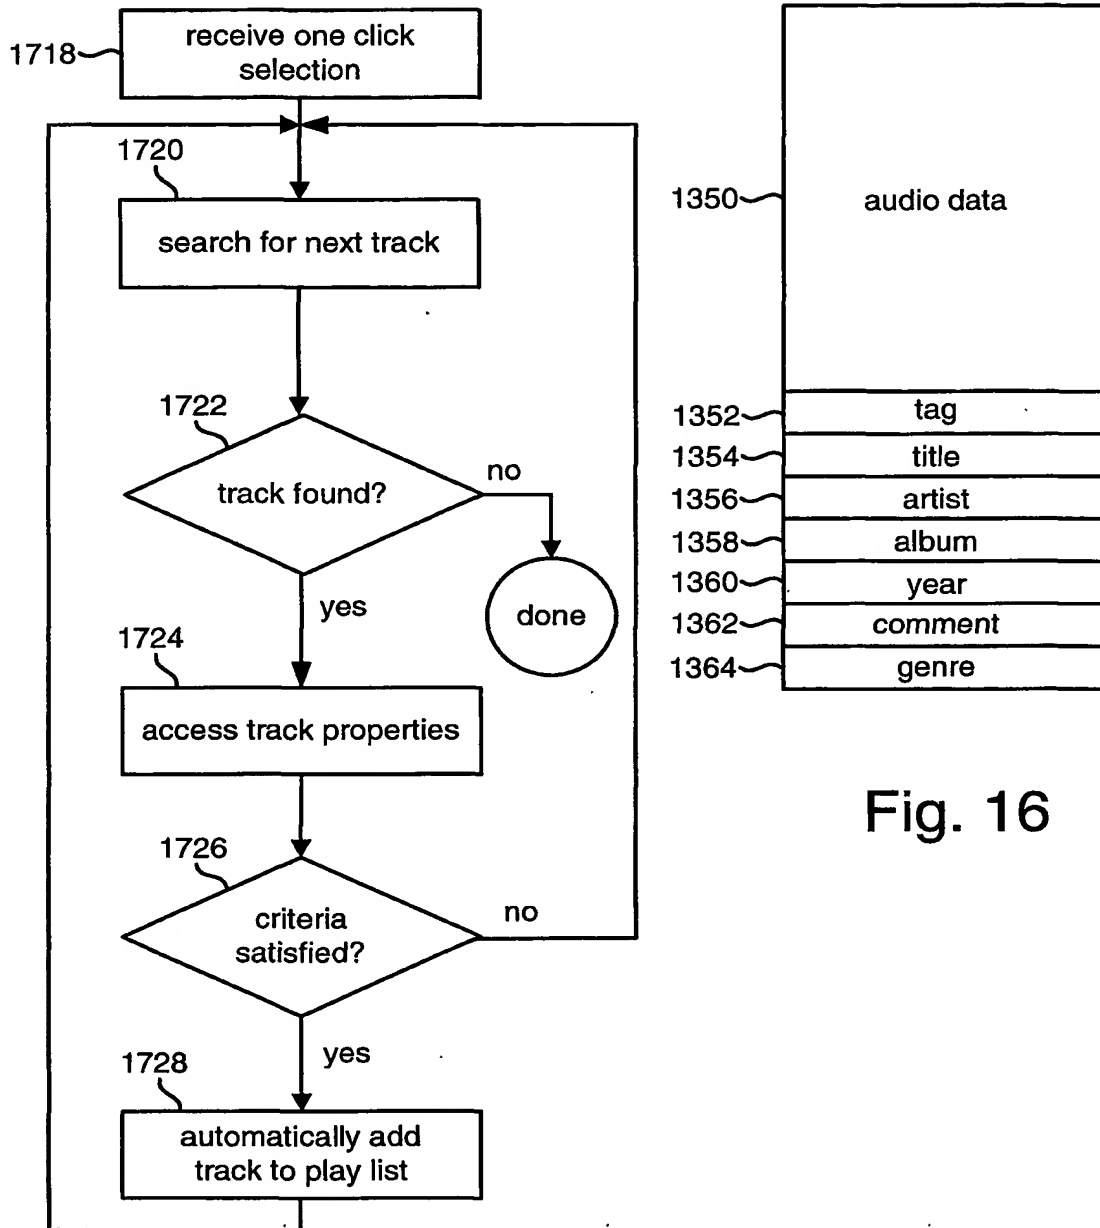 1718
receive one click
selection
1720
search for next track
1722
track found?
no
done
yes
1724
access track properties
1726
criteria
satisfied?
no
yes
1728
automatically add
track to play list
1350
audio data
1352
tag
1354
title
1356
artist
1358
album
1360
year
1362
comment
1364
genre
Fig. 16